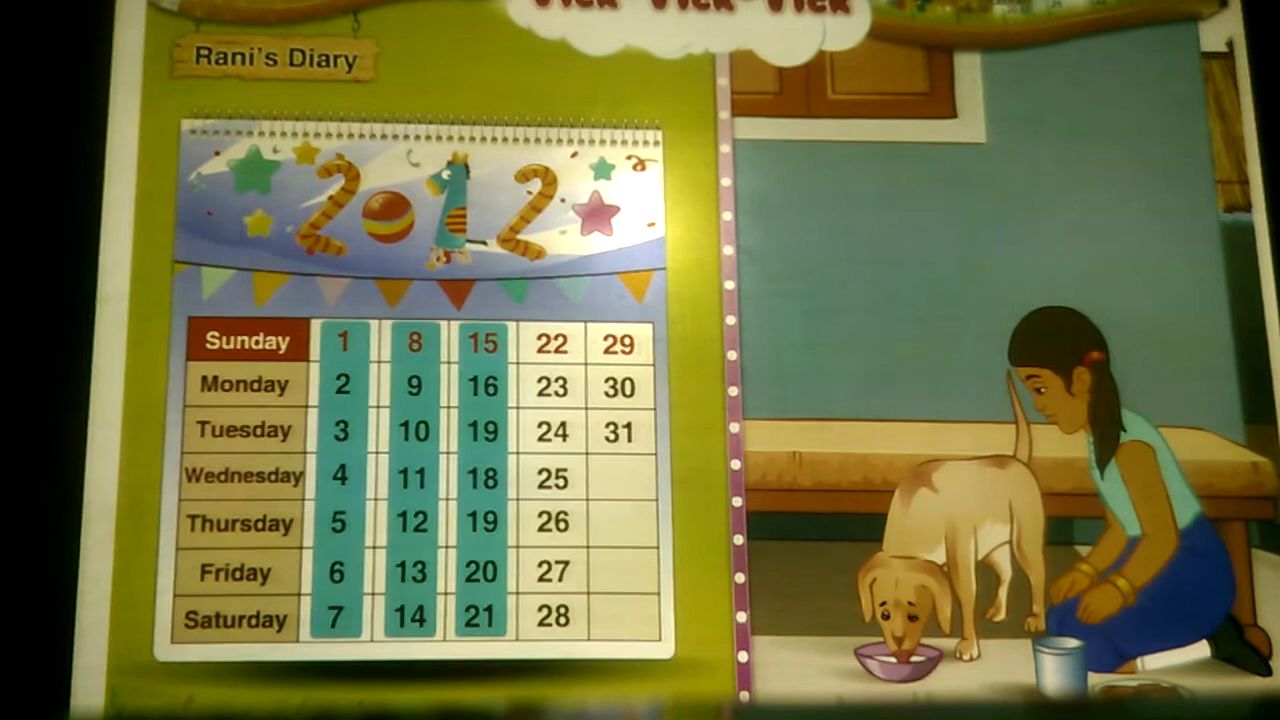 Rani's Diary
2012
Sunday 1 8 15 22 29
Monday 2 9 16 23 30
Tuesday 3 10 19 24 31
Wednesday 4 11 18 25
Thursday 5 12 19 26
Friday 6 13 20 27
Saturday 7 14 21 28